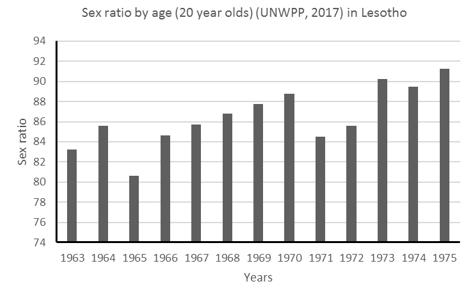 Sex ratio by age (20 year olds) (UNWPP, 2017) in Lesotho
94
92
90
88
86
84
82
80
78
76
74
Sex ratio
1963 1964 1965 1966 1967 1968 1969 1970 1971 1972 1973 1974 1975
Years